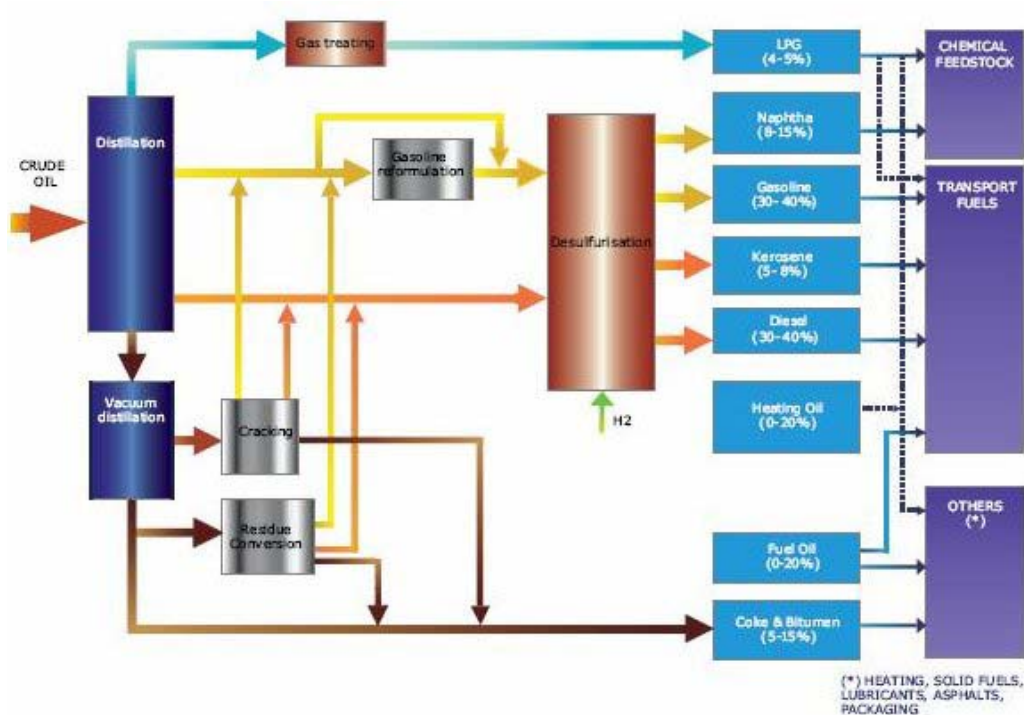 Gas treating
LPG
(4-5%)
CHEMICAL
FEEDSTOCK
Distillation
Naphtha
(8-15%)
CRUDE
OIL
Gasoline
reformulation
Gasoline
(30-40%)
TRANSPORT
FUELS
Desulfurisation
Kerosene
(5-8%)
Diesel
(30-40%)
Vacuum
distillation
Heating Oil
(0-20%)
H2
Cracking
OTHERS
(*)
Residue
Conversion
Fuel Oil
(0-20%)
Coke & Bitumen
(5-15%)
(*) HEATING, SOLID FUELS,
LUBRICANTS, ASPHALTS,
PACKAGING